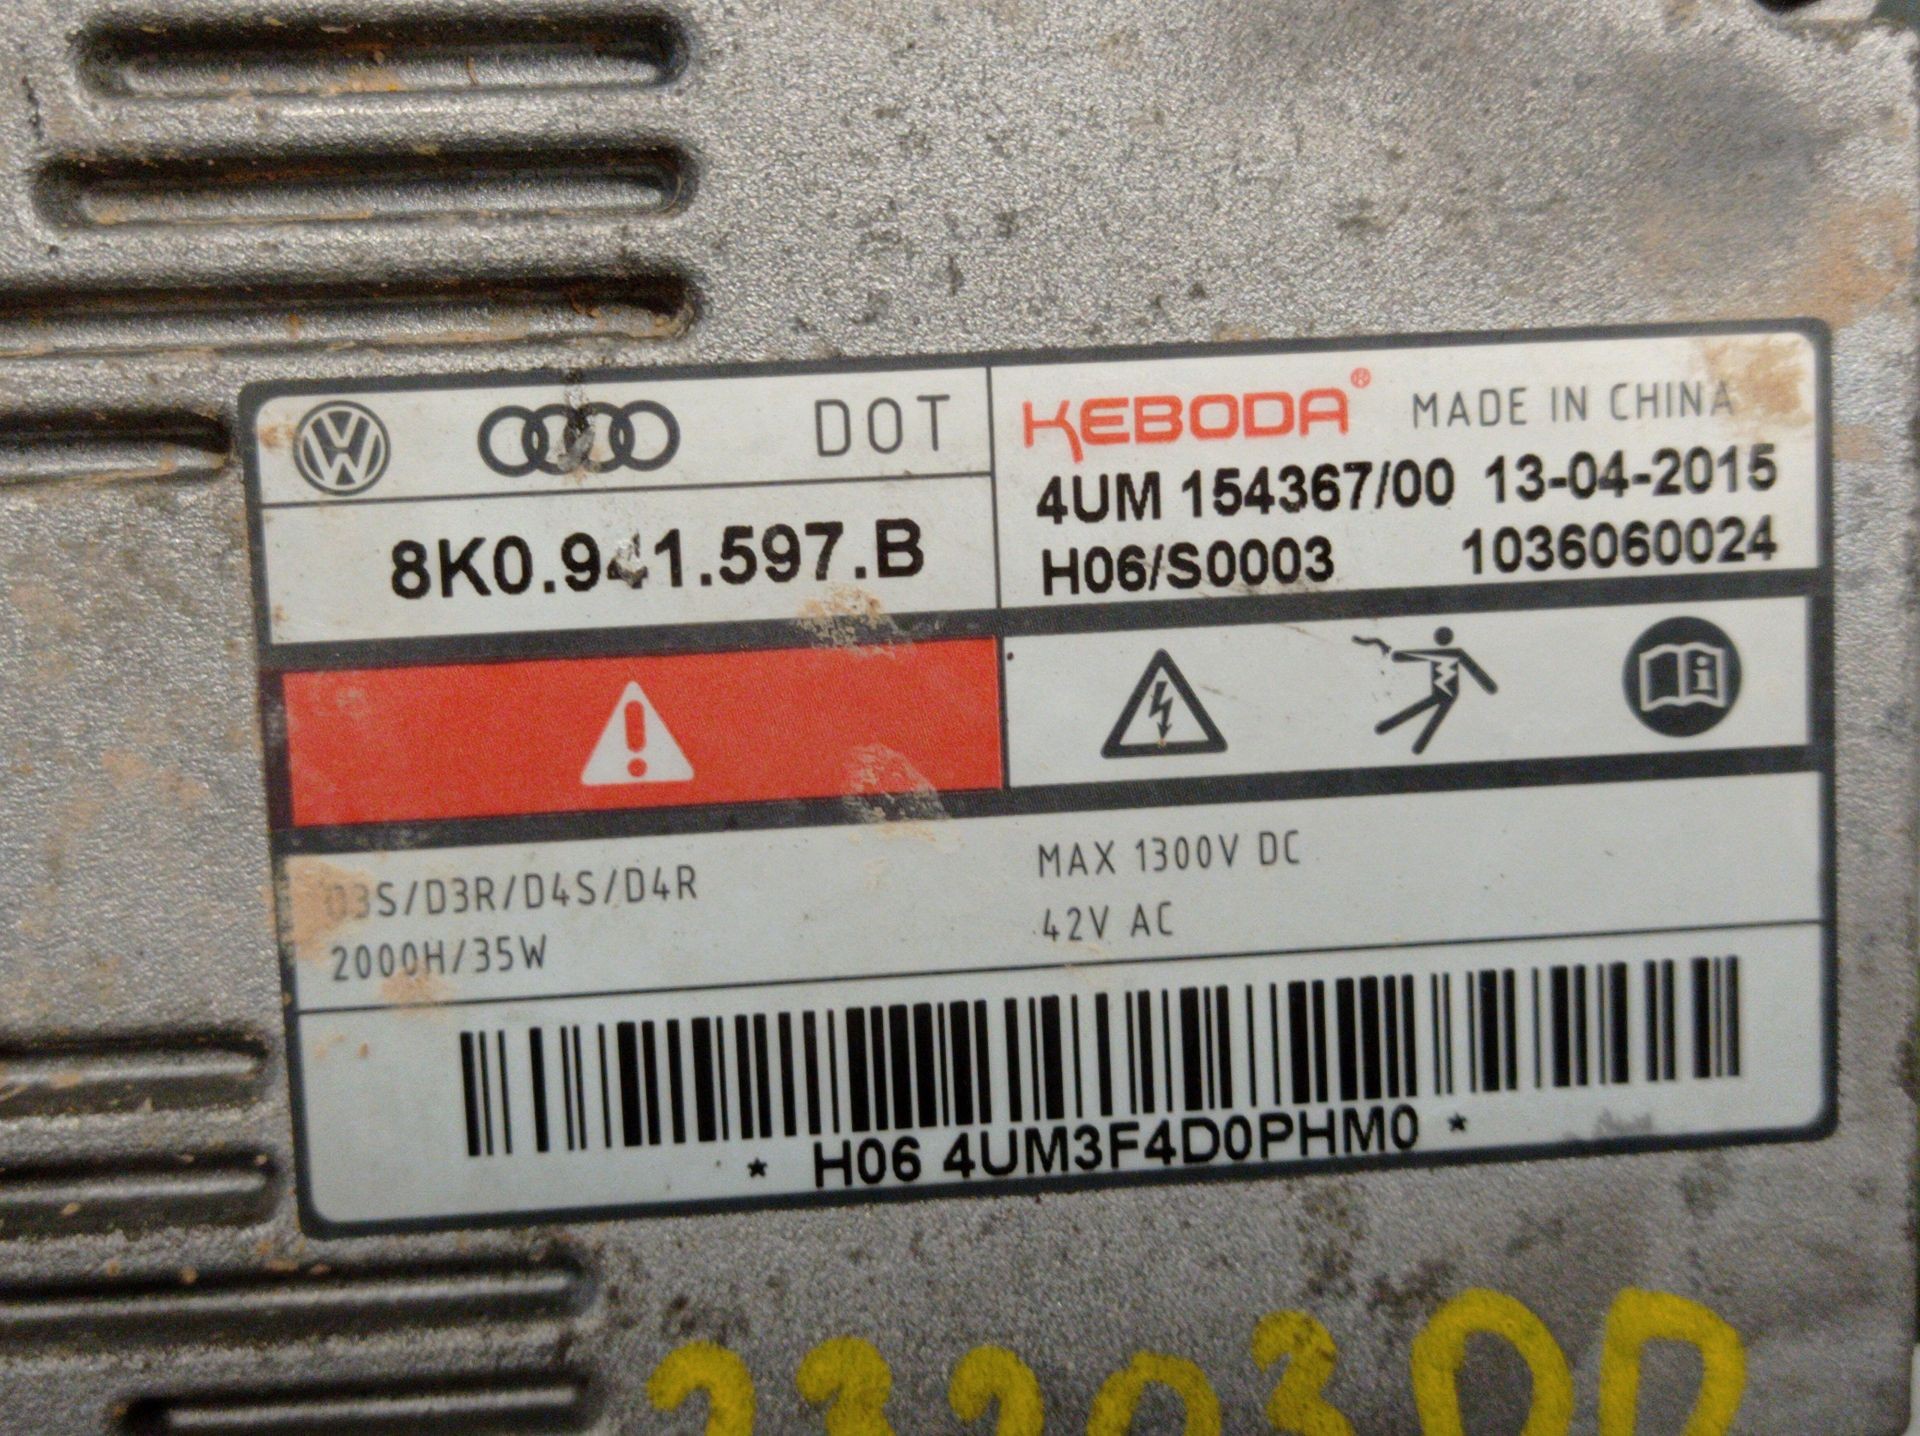 DOT
KEBODA® MADE IN CHINA
8K0.941.597.B
4UM 154367/00 13-04-2015
H06/S0003 1036060024
D3S/D3R/D4S/D4R
2000H/35W
MAX 1300V DC
42V AC
* H06 4UM3F4D0PHM0 *